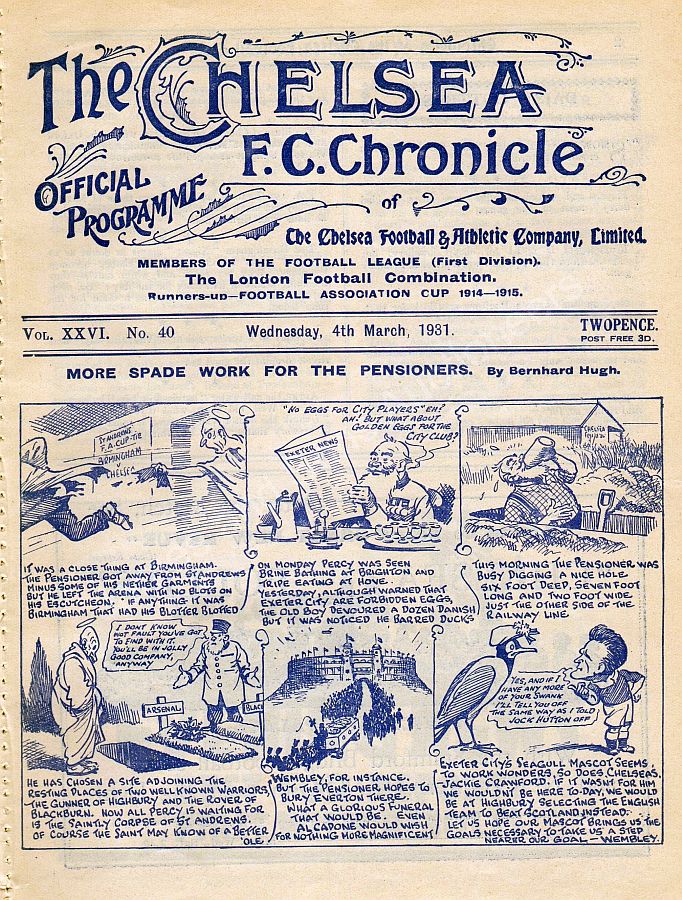 The CHELSEA
F.C. Chronicle
OFFICIAL
PROGRAMME
of
The Chelsea Football & Athletic Company, Limited.
MEMBERS OF THE FOOTBALL LEAGUE (First Division).
The London Football Combination.
Runners-up—FOOTBALL ASSOCIATION CUP 1914—1915.
VOL. XXVI. No. 40
Wednesday, 4th March, 1931.
TWOPENCE.
POST FREE 3D.
MORE SPADE WORK FOR THE PENSIONERS. By Bernhard Hugh.
ST ANDREWS
F.A. CUP-TIE
BIRMINGHAM
V
CHELSEA
IT WAS A CLOSE THING AT BIRMINGHAM.
THE PENSIONER GOT AWAY FROM ST ANDREWS
MINUS SOME OF HIS NETHER GARMENTS
BUT HE LEFT THE ARENA WITH NO BLOTS ON
HIS ESCUTCHEON. IF ANYTHING IT WAS
BIRMINGHAM THAT HAD HIS BLOTTER BLOTTED
"NO EGGS FOR CITY PLAYERS" EH?
AH! BUT WHAT ABOUT
GOLDEN EGGS FOR THE
CITY CLUB?
EXETER NEWS
ON MONDAY PERCY WAS SEEN
BRINE BATHING AT BRIGHTON AND
TRIPE EATING AT HOVE.
YESTERDAY, ALTHOUGH WARNED THAT
EXETER CITY ARE FORBIDDEN EGGS,
THE OLD BOY DEVOURED A DOZEN DANISH
BUT IT WAS NOTICED HE BARRED DUCKS
CHELSEA
THIS MORNING THE PENSIONER WAS
BUSY DIGGING A NICE HOLE.
SIX FOOT DEEP, SEVEN FOOT
LONG AND TWO FOOT WIDE
JUST THE OTHER SIDE OF THE
RAILWAY LINE
I DONT KNOW
WOT FAULT YOU'VE GOT
TO FIND WITH IT.
YOU'LL BE IN JOLLY
GOOD COMPANY,
ANYWAY
ARSENAL
BLACK
HE HAS CHOSEN A SITE ADJOINING THE
RESTING PLACES OF TWO WELL KNOWN WARRIORS,
THE GUNNER OF HIGHBURY AND THE ROVER OF
BLACKBURN. NOW ALL PERCY IS WAITING FOR
IS THE SAINTLY CORPSE OF ST ANDREWS.
OF COURSE THE SAINT MAY KNOW OF A BETTER
'OLE.
WEMBLEY, FOR INSTANCE.
BUT THE PENSIONER HOPES TO
BURY EVERTON THERE.
WHAT A GLORIOUS FUNERAL
THAT WOULD BE. EVEN
AL CAPONE WOULD WISH
FOR NOTHING MORE MAGNIFICENT
YES, AND IF I
HAVE ANY MORE
OF YOUR SWANK
I'LL TELL YOU OFF
THE SAME WAY AS I TOLD
JOCK HUTTON OFF
EXETER CITY'S SEAGULL MASCOT SEEMS
TO WORK WONDERS, SO DOES CHELSEA'S.
—JACKIE CRAWFORD. IF IT WASN'T FOR HIM
WE WOULDN'T BE HERE TO-DAY, WE WOULD
BE AT HIGHBURY SELECTING THE ENGLISH
TEAM TO BEAT SCOTLAND INSTEAD.
LET US HOPE OUR MASCOT BRINGS US THE
GOALS NECESSARY TO TAKE US A STEP
NEARER OUR GOAL—WEMBLEY.